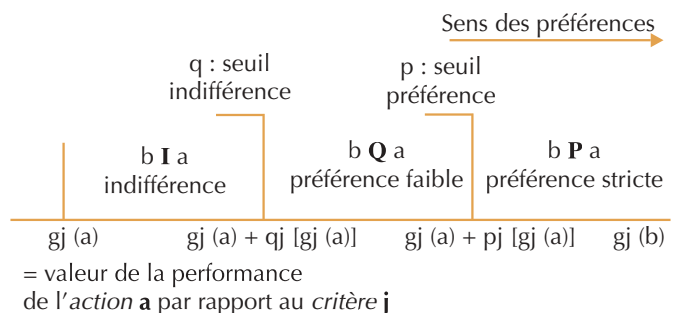 Sens des préférences
q : seuil
indifférence
p : seuil
préférence
b I a
indifférence
b Q a
préférence faible
b P a
préférence stricte
gj (a)
gj (a) + qj [gj (a)]
gj (a) + pj [gj (a)]
gj (b)
= valeur de la performance
de l’action a par rapport au critère j